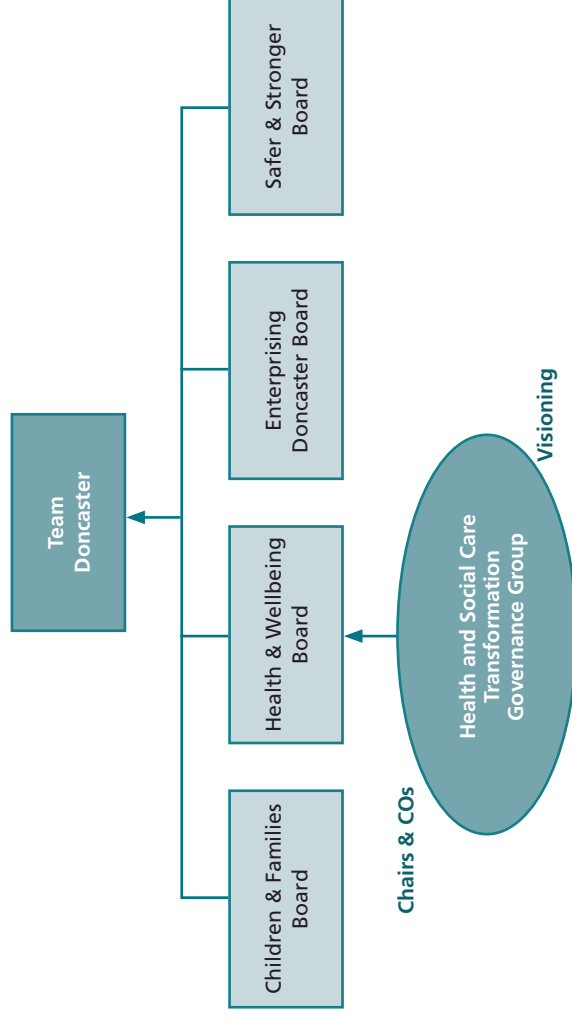 Team
Doncaster
Children & Families
Board
Health & Wellbeing
Board
Enterprising
Doncaster Board
Safer & Stronger
Board
Chairs & COs
Health and Social Care
Transformation
Governance Group
Visioning